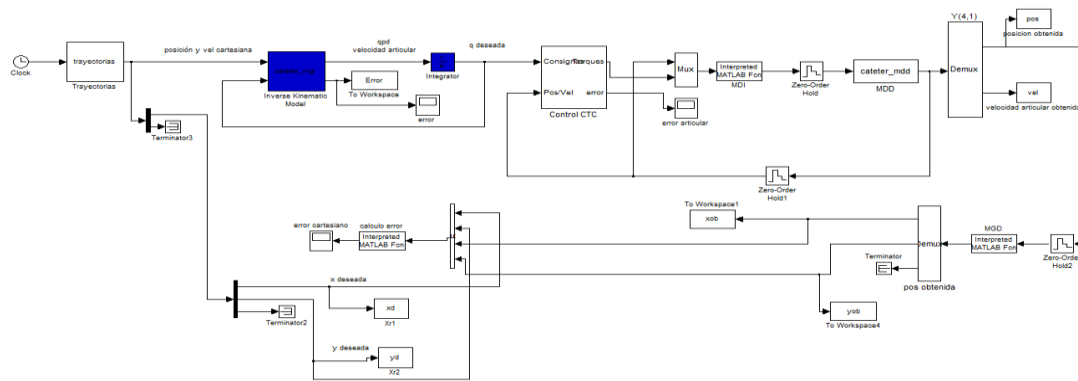 Clock
trayectorias
Trayectorias
posición y vel cartesiana
Inverse Kinematic
Model
qpd
velocidad articular
Integrator
Error
To Workspace
error
q deseada
Consigna
Torques
Pos/Vel
error
Control CTC
error articular
Mux
Interpreted
MATLAB Fcn
MDI
Zero-Order
Hold
cateter_mdd
MDD
Y(4,1)
Demux
pos
posicion obtenida
vel
velocidad articular obtenida
Terminator3
Zero-Order
Hold1
To Workspace1
xob
error cartesiano
calculo error
Interpreted
MATLAB Fcn
Demux
pos obtenida
Terminator
MGD
Interpreted
MATLAB Fcn
Zero-Order
Hold2
x deseada
Terminator2
xd
Xr1
yob
To Workspace4
y deseada
yd
Xr2